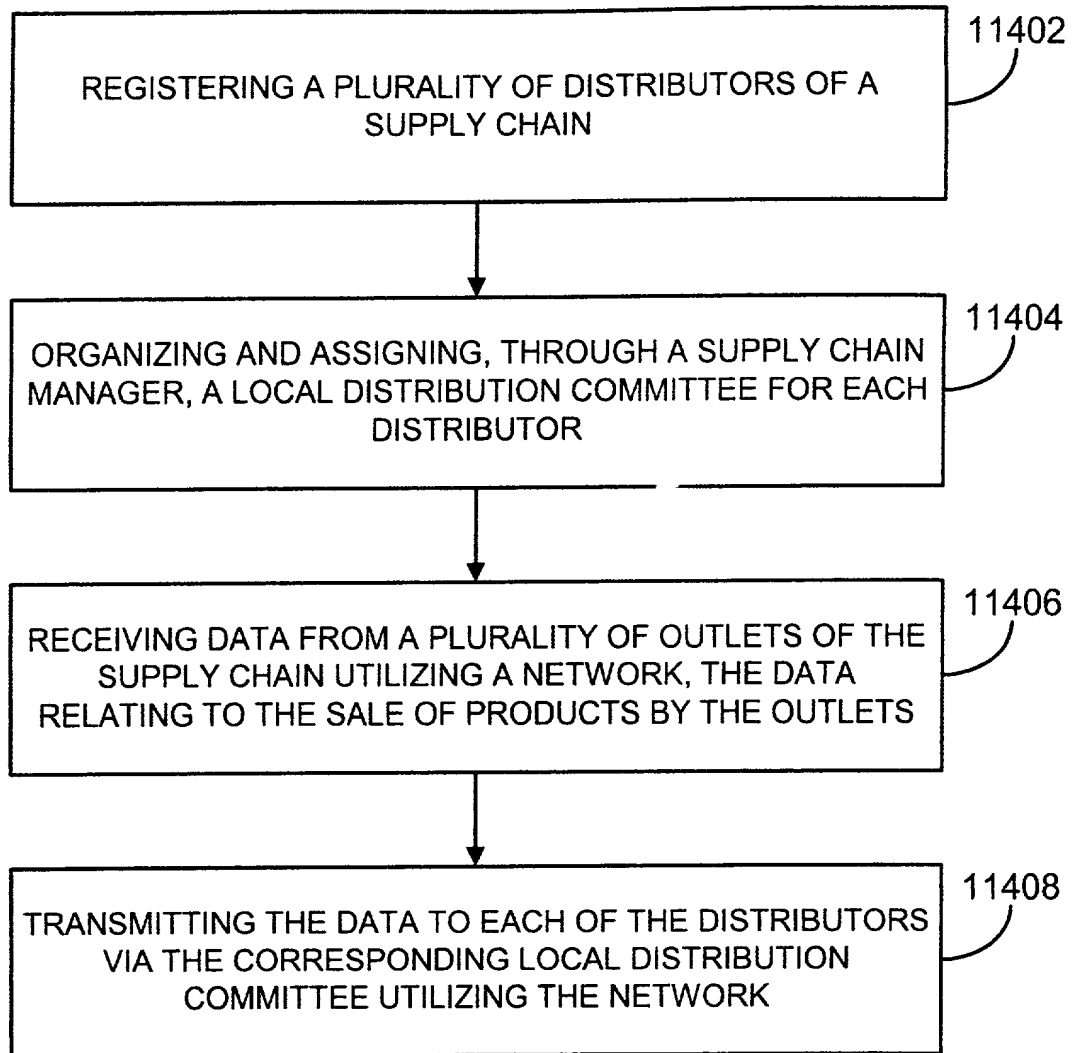 11402
REGISTERING A PLURALITY OF DISTRIBUTORS OF A
SUPPLY CHAIN
11404
ORGANIZING AND ASSIGNING, THROUGH A SUPPLY CHAIN
MANAGER, A LOCAL DISTRIBUTION COMMITTEE FOR EACH
DISTRIBUTOR
11406
RECEIVING DATA FROM A PLURALITY OF OUTLETS OF THE
SUPPLY CHAIN UTILIZING A NETWORK, THE DATA
RELATING TO THE SALE OF PRODUCTS BY THE OUTLETS
11408
TRANSMITTING THE DATA TO EACH OF THE DISTRIBUTORS
VIA THE CORRESPONDING LOCAL DISTRIBUTION
COMMITTEE UTILIZING THE NETWORK